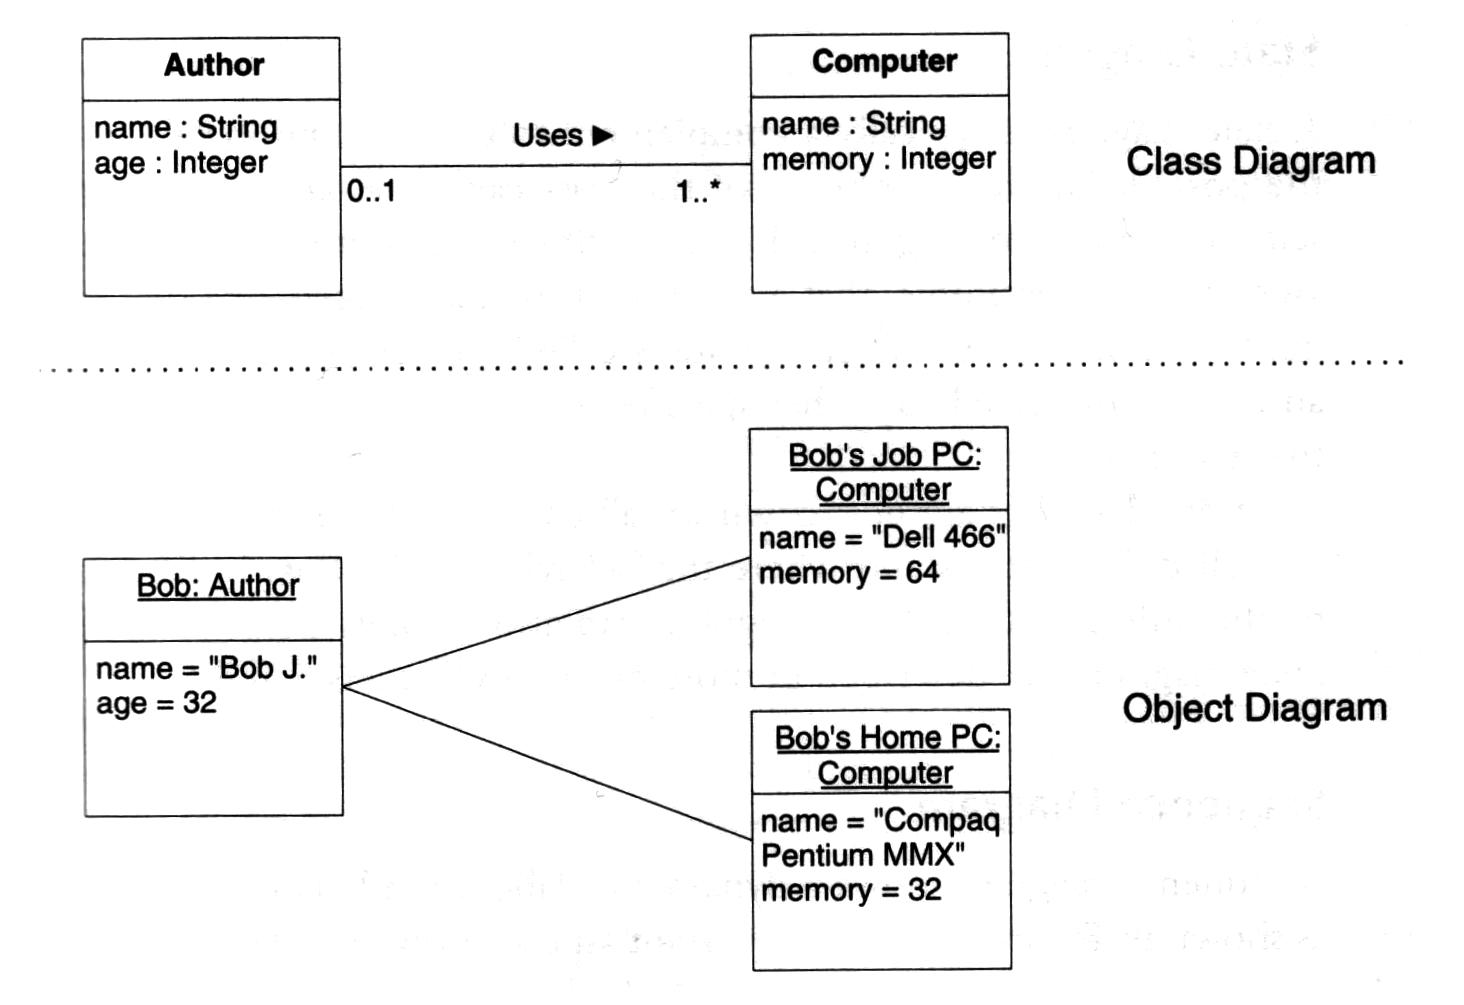 Author
name : String
age : Integer
Uses ►
0..1
1..*
Computer
name : String
memory : Integer
Class Diagram
Bob: Author
name = "Bob J."
age = 32
Bob's Job PC:
Computer
name = "Dell 466"
memory = 64
Bob's Home PC:
Computer
name = "Compaq
Pentium MMX"
memory = 32
Object Diagram